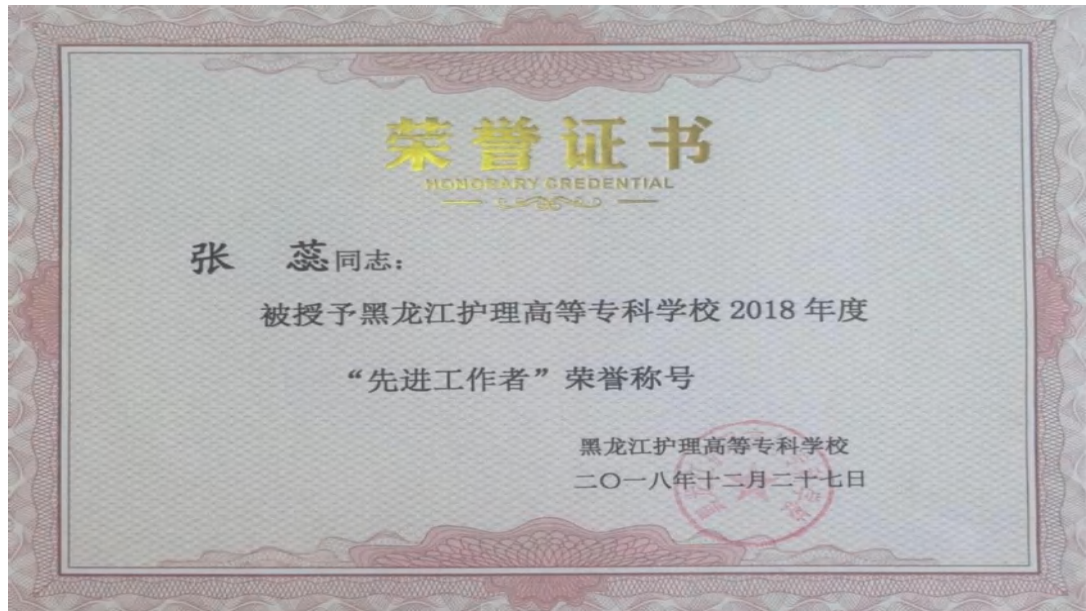 荣誉证书
HONORARY CREDENTIAL
张 蕊同志:
被授予黑龙江护理高等专科学校 2018 年度
“先进工作者”荣誉称号
黑龙江护理高等专科学校
二〇一八年十二月二十七日